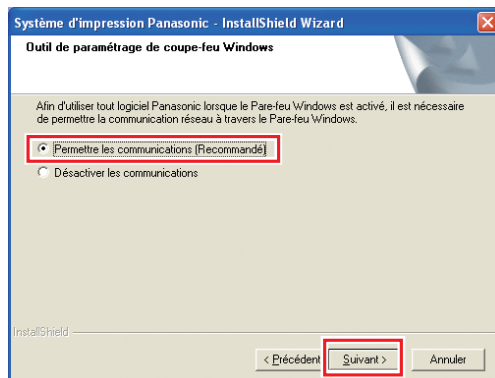 Système d'impression Panasonic - InstallShield Wizard
Outil de paramétrage de coupe-feu Windows
Afin d'utiliser tout logiciel Panasonic lorsque le Pare-feu Windows est activé, il est nécessaire
de permettre la communication réseau à travers le Pare-feu Windows.
Permettre les communications (Recommandé)
Désactiver les communications
InstallShield
< Précédent Suivant > Annuler